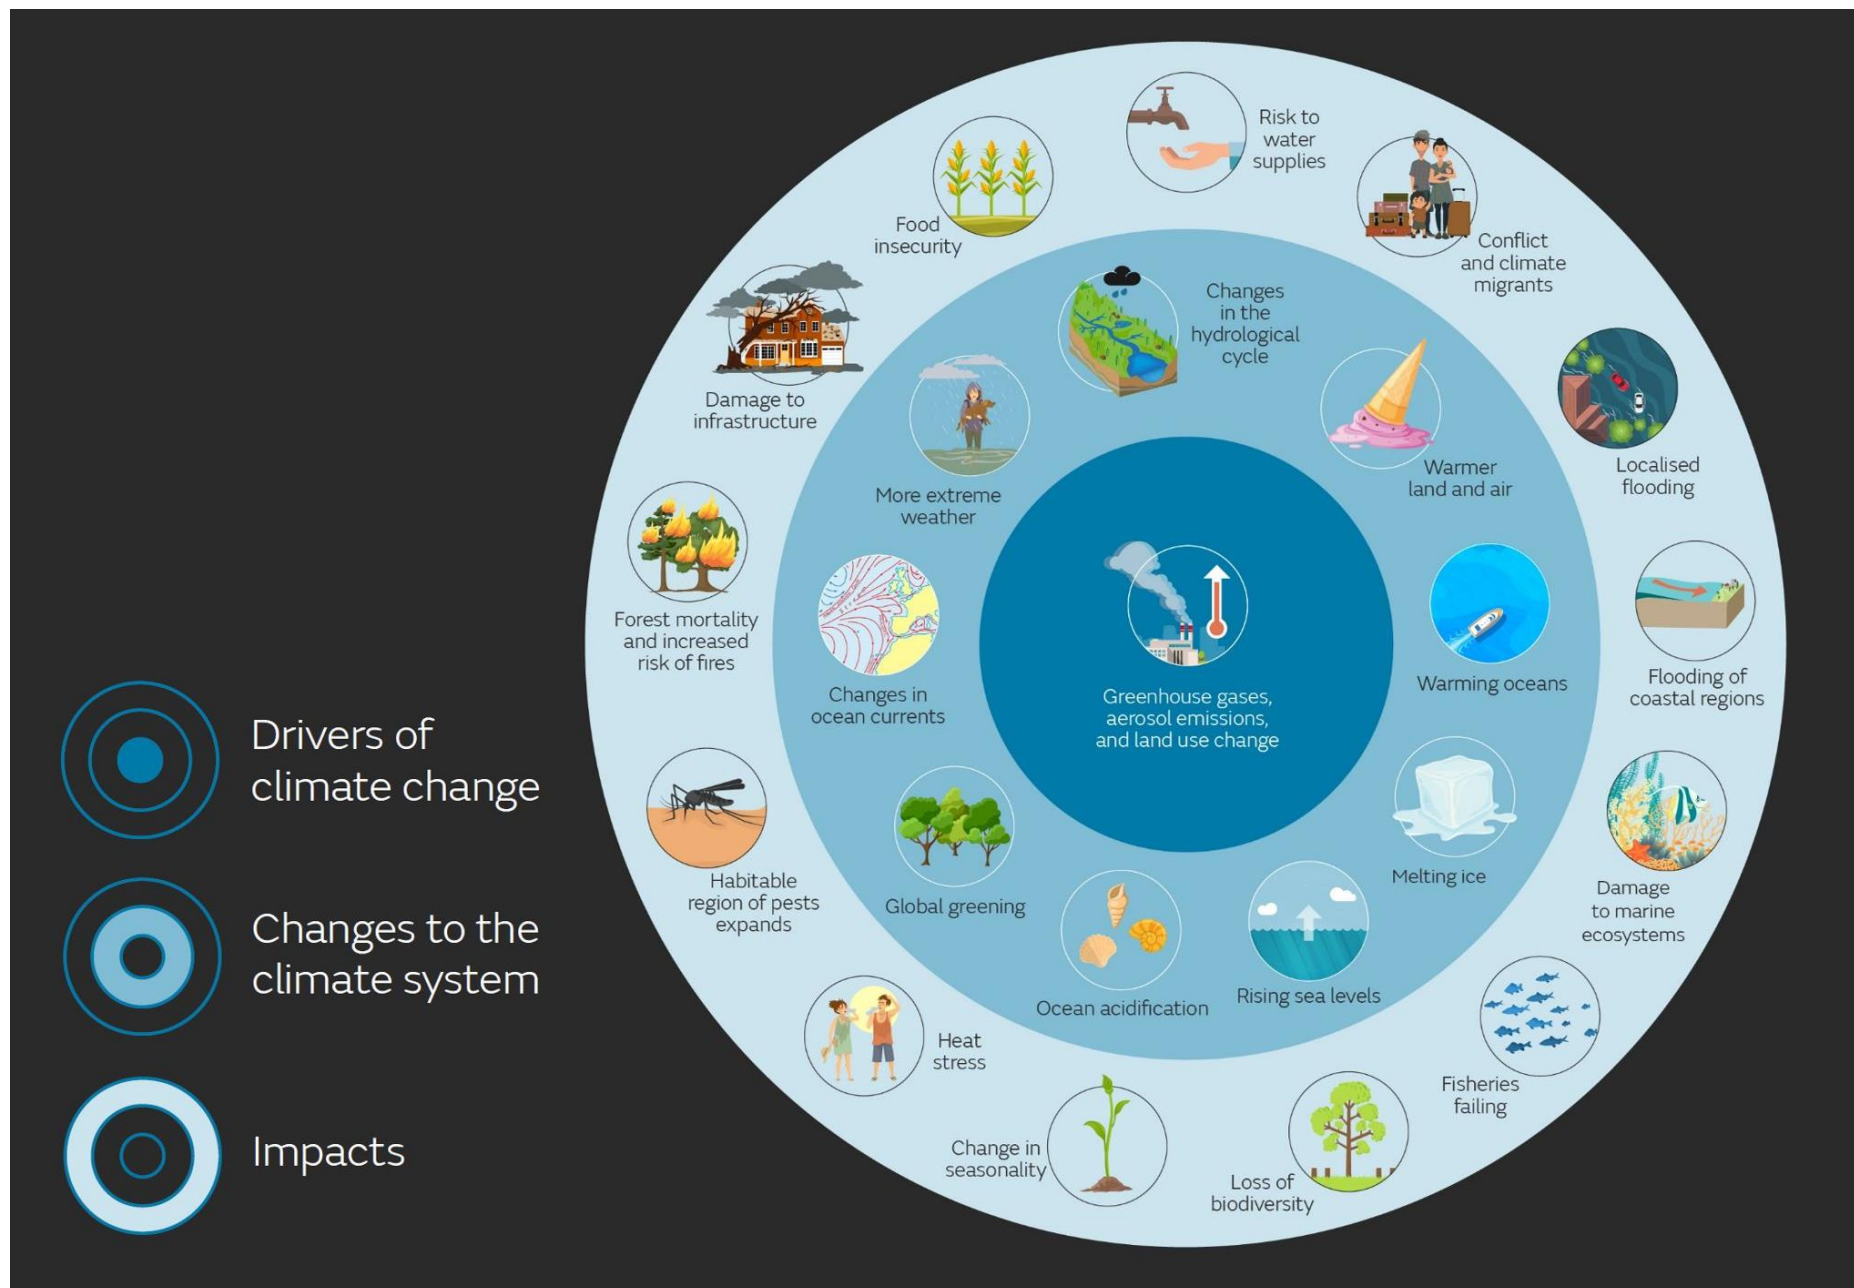 Risk to
water
supplies
Conflict
and climate
migrants
Localised
flooding
Flooding of
coastal regions
Damage
to marine
ecosystems
Fisheries
failing
Loss of
biodiversity
Change in
seasonality
Heat
stress
Habitable
region of pests
expands
Forest mortality
and increased
risk of fires
Damage to
infrastructure
Food
insecurity
Changes
in the
hydrological
cycle
Warmer
land and air
Warming oceans
Melting ice
Rising sea levels
Ocean acidification
Global greening
Changes in
ocean currents
More extreme
weather
Greenhouse gases,
aerosol emissions,
and land use change
Drivers of
climate change
Changes to the
climate system
Impacts